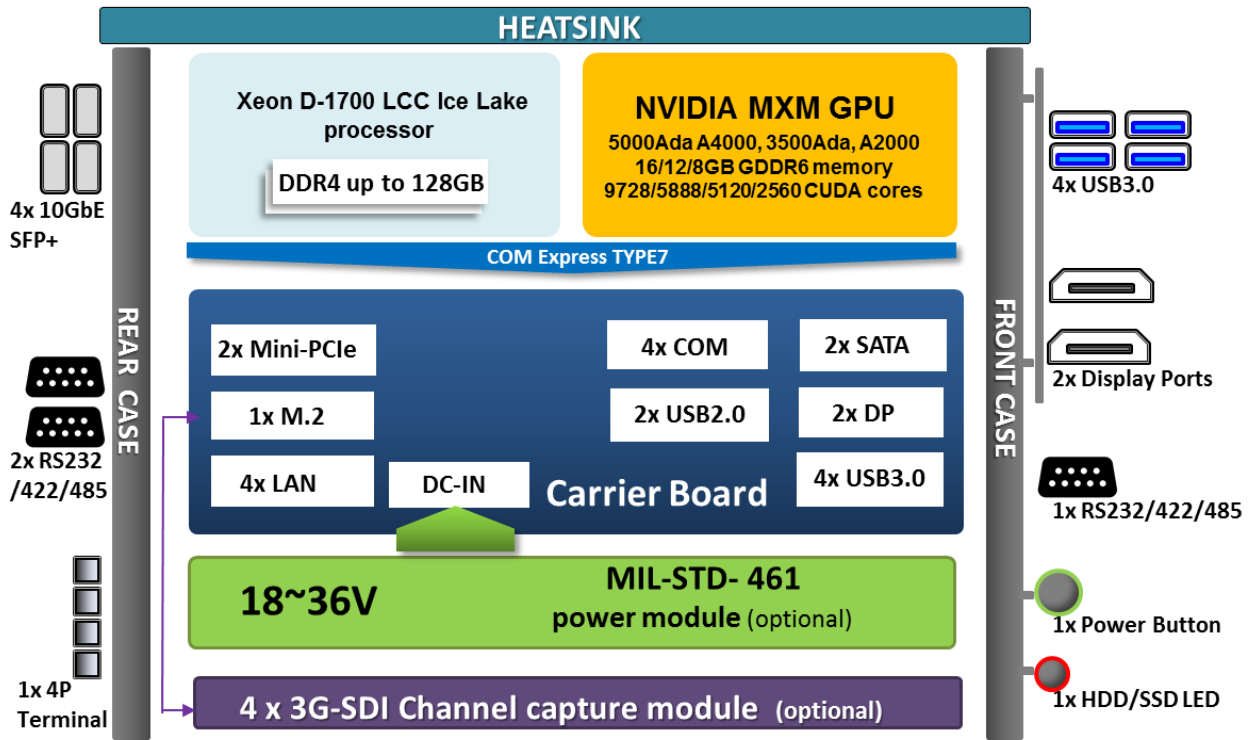 HEATSINK
Xeon D-1700 LCC Ice Lake
processor
DDR4 up to 128GB
NVIDIA MXM GPU
5000Ada A4000, 3500Ada, A2000
16/12/8GB GDDR6 memory
9728/5888/5120/2560 CUDA cores
4x 10GbE
SFP+
4x USB3.0
COM Express TYPE7
REAR CASE
FRONT CASE
2x Mini-PCIe
4x COM
2x SATA
1x M.2
2x USB2.0
2x DP
4x LAN
DC-IN
Carrier Board
4x USB3.0
2x Display Ports
2x RS232
/422/485
1x RS232/422/485
18~36V
MIL-STD- 461
power module (optional)
1x Power Button
1x 4P
Terminal
4 x 3G-SDI Channel capture module (optional)
1x HDD/SSD LED